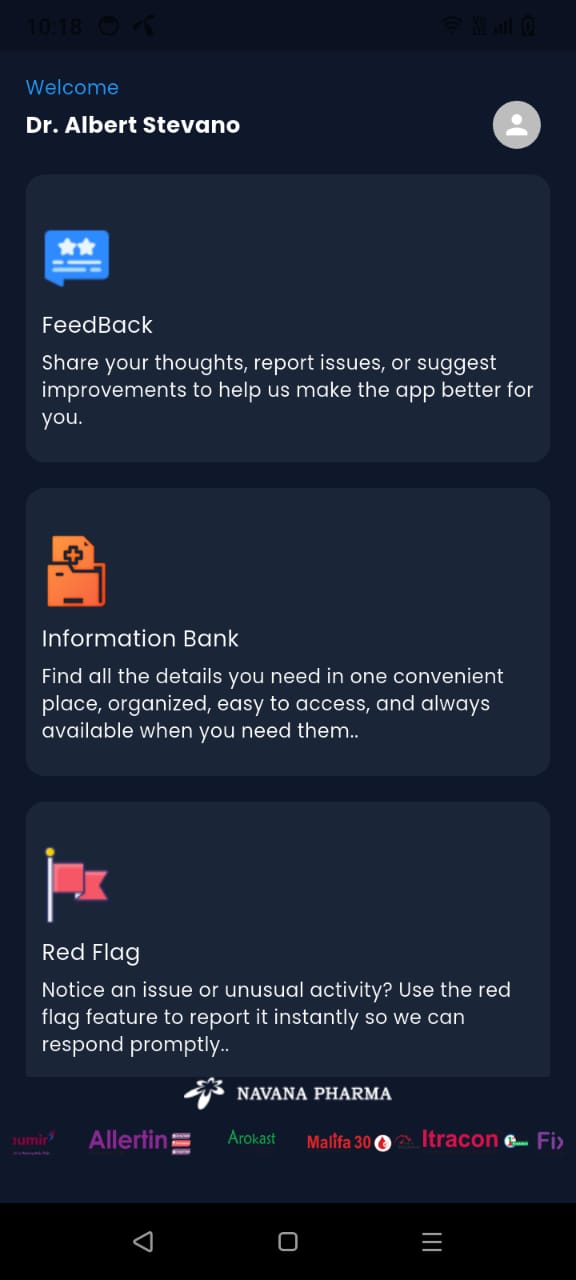 10:18
Welcome
Dr. Albert Stevano
FeedBack
Share your thoughts, report issues, or suggest
improvements to help us make the app better for
you.
Information Bank
Find all the details you need in one convenient
place, organized, easy to access, and always
available when you need them..
Red Flag
Notice an issue or unusual activity? Use the red
flag feature to report it instantly so we can
respond promptly..
NAVANA PHARMA
umir Allertin Arokast Malfa 30 Itracon Fix